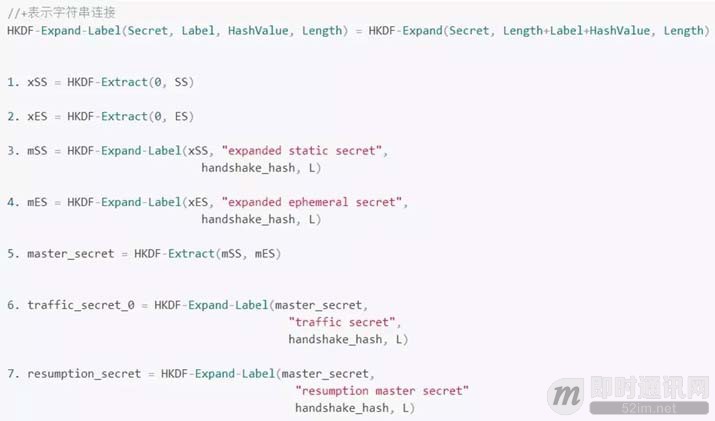 //+表示字符串连接
HKDF-Expand-Label(Secret, Label, HashValue, Length) = HKDF-Expand(Secret, Length+Label+HashValue, Length)
1. xSS = HKDF-Extract(0, SS)
2. xES = HKDF-Extract(0, ES)
3. mSS = HKDF-Expand-Label(xSS, "expanded static secret",
handshake_hash, L)
4. mES = HKDF-Expand-Label(xES, "expanded ephemeral secret",
handshake_hash, L)
5. master_secret = HKDF-Extract(mSS, mES)
6. traffic_secret_0 = HKDF-Expand-Label(master_secret,
"traffic secret",
handshake_hash, L)
7. resumption_secret = HKDF-Expand-Label(master_secret,
"resumption master secret"
handshake_hash, L)
m 即时通讯网
52im.net